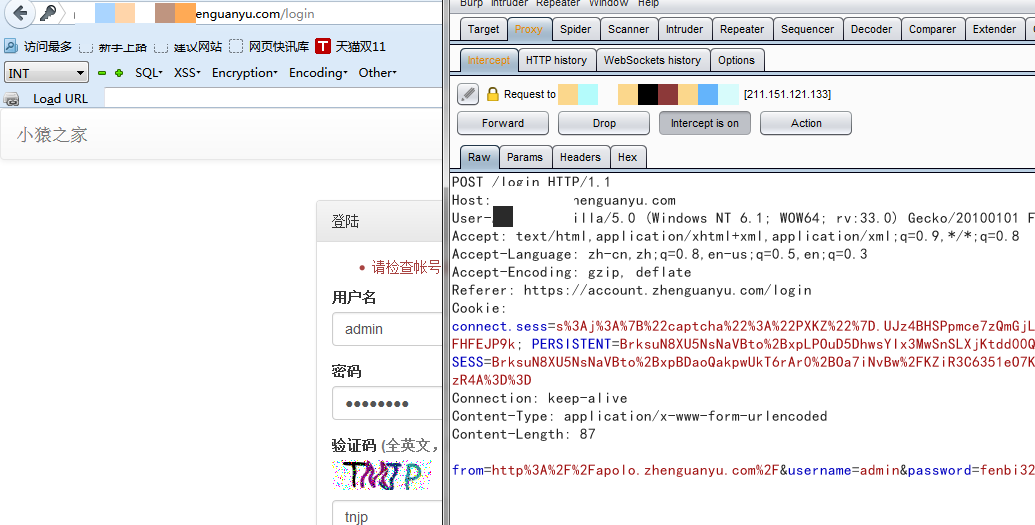 enguanyu.com/login
访问最多 新手上路 建议网站 网页快讯库 T 天猫双11
INT SQL XSS Encryption Encoding Other
Load URL
小猿之家
登陆
请检查帐号
用户名
admin
密码
••••••••
验证码 (全英文，
TNJP
tnjp
Burp Intruder Repeater Window Help
Target Proxy Spider Scanner Intruder Repeater Sequencer Decoder Comparer Extender
Intercept HTTP history WebSockets history Options
Request to [211.151.121.133]
Forward Drop Intercept is on Action
Raw Params Headers Hex
POST /login HTTP/1.1
Host: henguanyu.com
User- illa/5.0 (Windows NT 6.1; WOW64; rv:33.0) Gecko/20100101 F
Accept: text/html,application/xhtml+xml,application/xml;q=0.9,*/*;q=0.8
Accept-Language: zh-cn,zh;q=0.8,en-us;q=0.5,en;q=0.3
Accept-Encoding: gzip, deflate
Referer: https://account.zhenguanyu.com/login
Cookie:
connect.sess=s%3Aj%3A%7B%22captcha%22%3A%22PXKZ%22%7D.UJz4BHSPpmce7zQmGjL
FHFEJP9k; PERSISTENT=BrksuN8XU5NsNaVBto%2BxpLPOuD5DhwsYlx3MwSnSLXjKtdd00Q
SESS=BrksuN8XU5NsNaVBto%2BxpBDaoQakpwUkT6rAr0%2BOa7iNvBw%2FKZiR3C6351e07K
zR4A%3D%3D
Connection: keep-alive
Content-Type: application/x-www-form-urlencoded
Content-Length: 87
from=http%3A%2F%2Fapolo.zhenguanyu.com%2F&username=admin&password=fenbi32